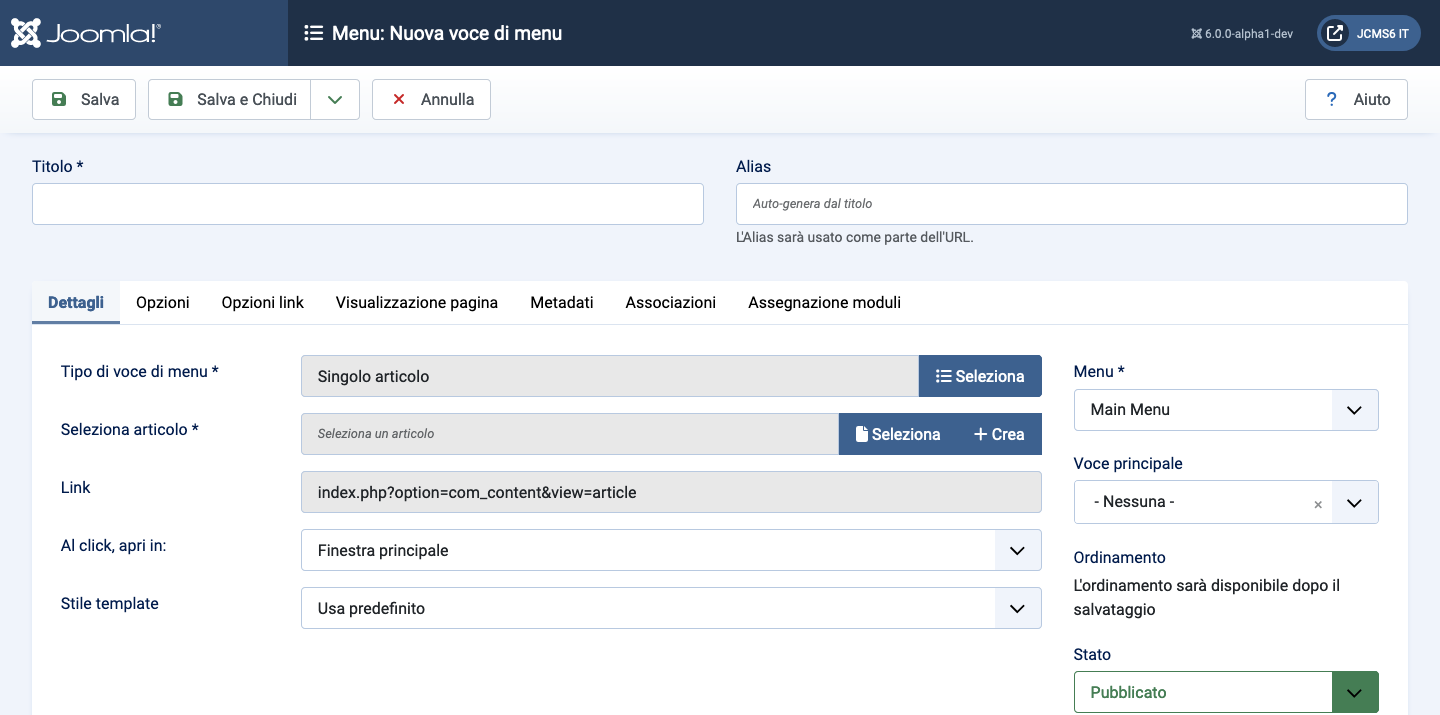 Joomla!®
Menu: Nuova voce di menu
6.0.0-alpha1-dev
JCMS6 IT
Salva
Salva e Chiudi
Annulla
? Aiuto
Titolo *
Alias
Auto-genera dal titolo
L'Alias sarà usato come parte dell'URL.
Dettagli Opzioni Opzioni link Visualizzazione pagina Metadati Associazioni Assegnazione moduli
Tipo di voce di menu *
Singolo articolo
Seleziona
Seleziona articolo *
Seleziona un articolo
Seleziona
Crea
Link
index.php?option=com_content&view=article
Al click, apri in:
Finestra principale
Stile template
Usa predefinito
Menu *
Main Menu
Voce principale
- Nessuna - ×
Ordinamento
L'ordinamento sarà disponibile dopo il
salvataggio
Stato
Pubblicato